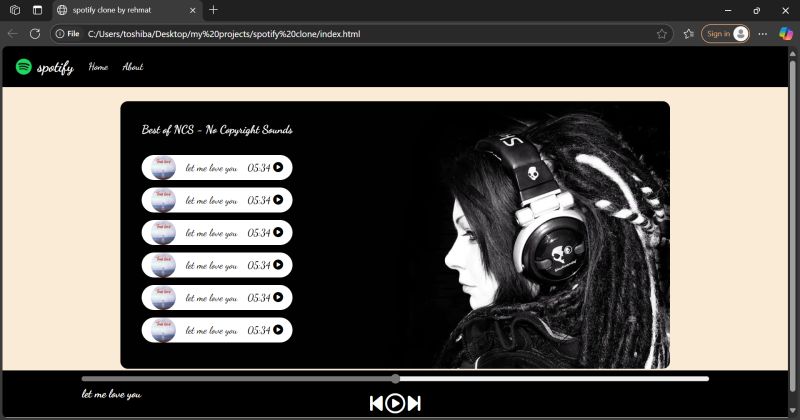 spotify clone by rehmat
File C:/Users/toshiba/Desktop/my%20projects/spotify%20clone/index.html
Sign in
spotify Home About
Best of NCS - No Copyright Sounds
let me love you 05:34
let me love you 05:34
let me love you 05:34
let me love you 05:34
let me love you 05:34
let me love you 05:34
let me love you